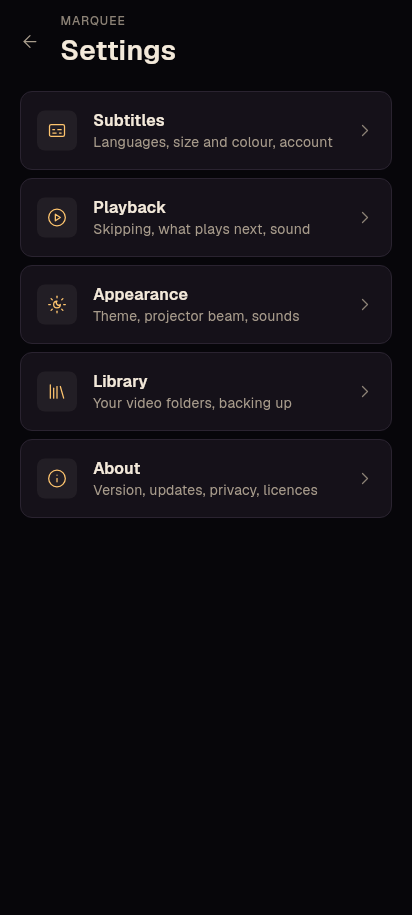 MARQUEE
Settings
Subtitles
Languages, size and colour, account
Playback
Skipping, what plays next, sound
Appearance
Theme, projector beam, sounds
Library
Your video folders, backing up
About
Version, updates, privacy, licences